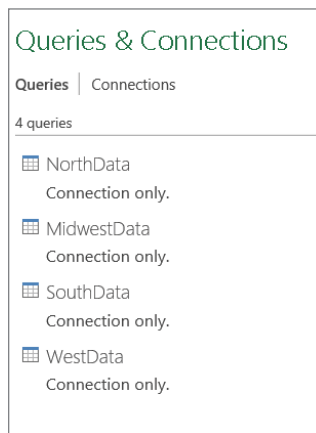 Queries & Connections
Queries | Connections
4 queries
NorthData
Connection only.
MidwestData
Connection only.
SouthData
Connection only.
WestData
Connection only.